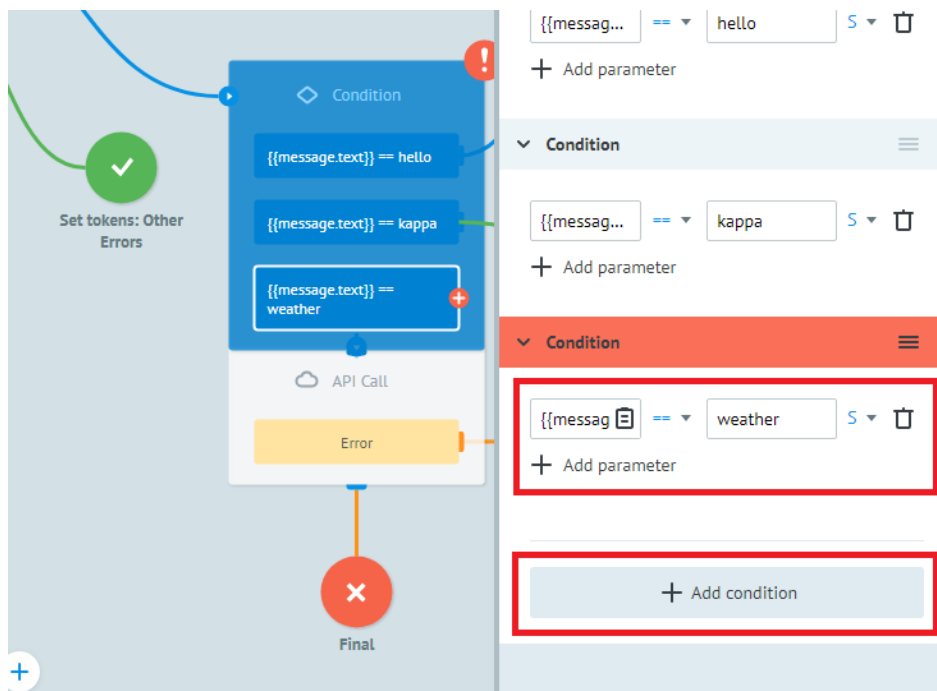 Condition
{{message.text}} == hello
{{message.text}} == kappa
{{message.text}} ==
weather
API Call
Error
Final
Set tokens: Other
Errors
{{messag... == hello S
+ Add parameter
Condition
{{messag... == kappa S
+ Add parameter
Condition
{{messag == weather S
+ Add parameter
+ Add condition